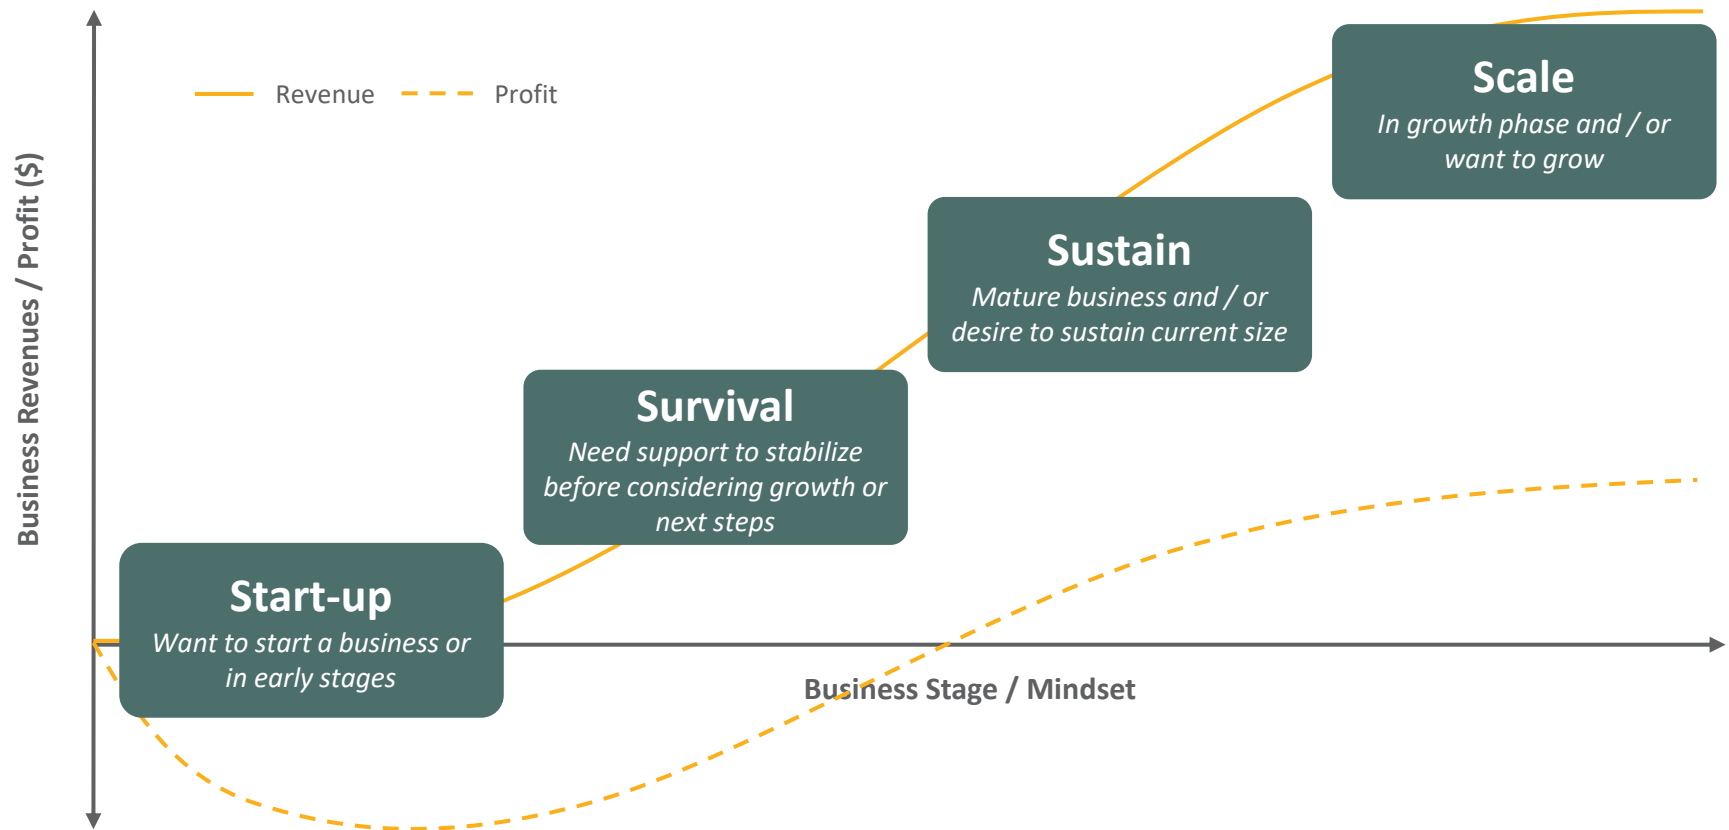 Business Revenues / Profit ($)
Revenue
Profit
Scale
In growth phase and / or
want to grow
Sustain
Mature business and / or
desire to sustain current size
Survival
Need support to stabilize
before considering growth or
next steps
Start-up
Want to start a business or
in early stages
Business Stage / Mindset